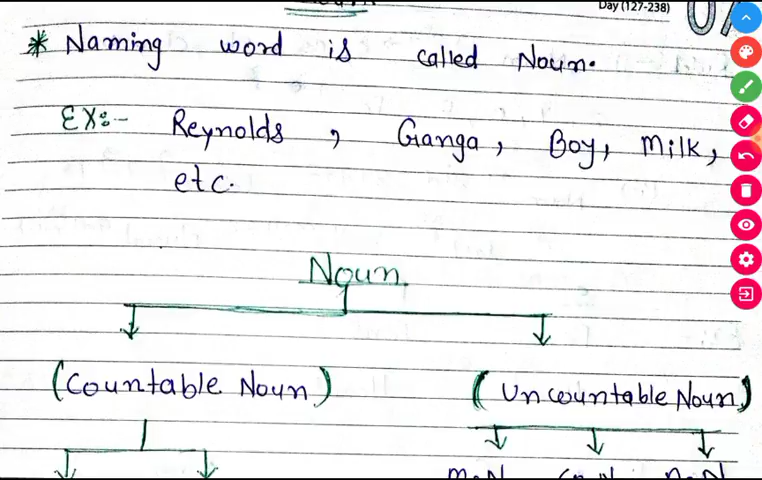 Noun
Day (127-238)
* Naming word is called Noun.
EX:- Reynolds, Ganga, Boy, Milk,
etc.
Noun
(Countable Noun) (Uncountable Noun)